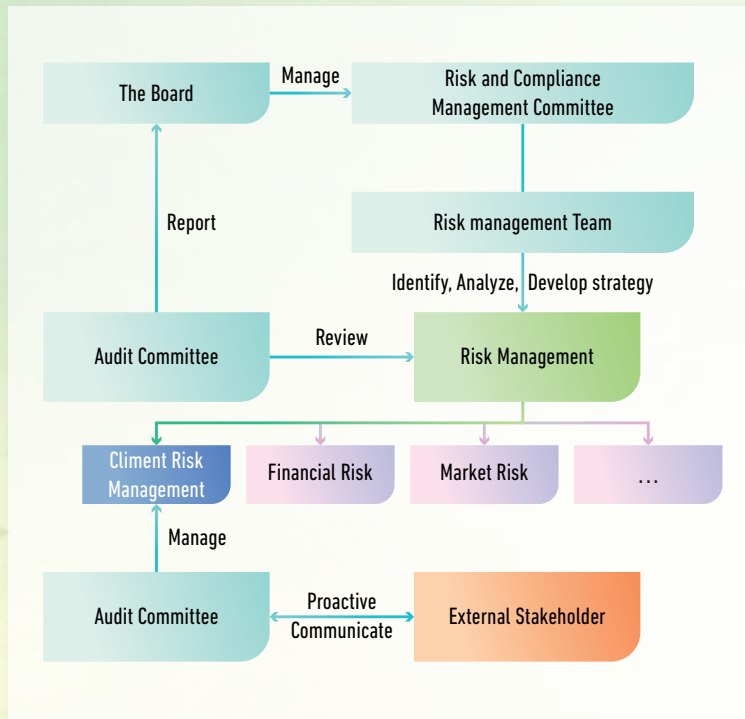 The Board
Manage
Risk and Compliance
Management Committee
Report
Risk management Team
Identify, Analyze, Develop strategy
Audit Committee
Review
Risk Management
Climent Risk
Management
Financial Risk
Market Risk
...
Manage
Audit Committee
Proactive
Communicate
External Stakeholder